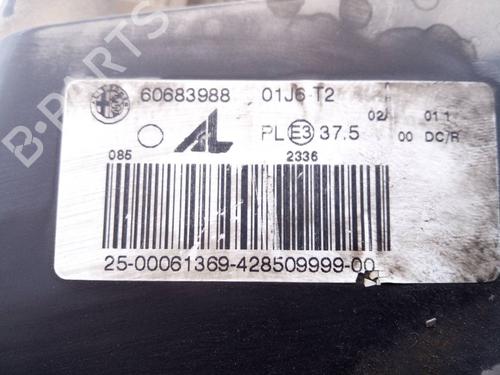 60683988 01J6 T2
AL PL E3 37.5 02/ 01 1
00 DC/R
085 2336
25-00061369-428509999-00
B-PARTS